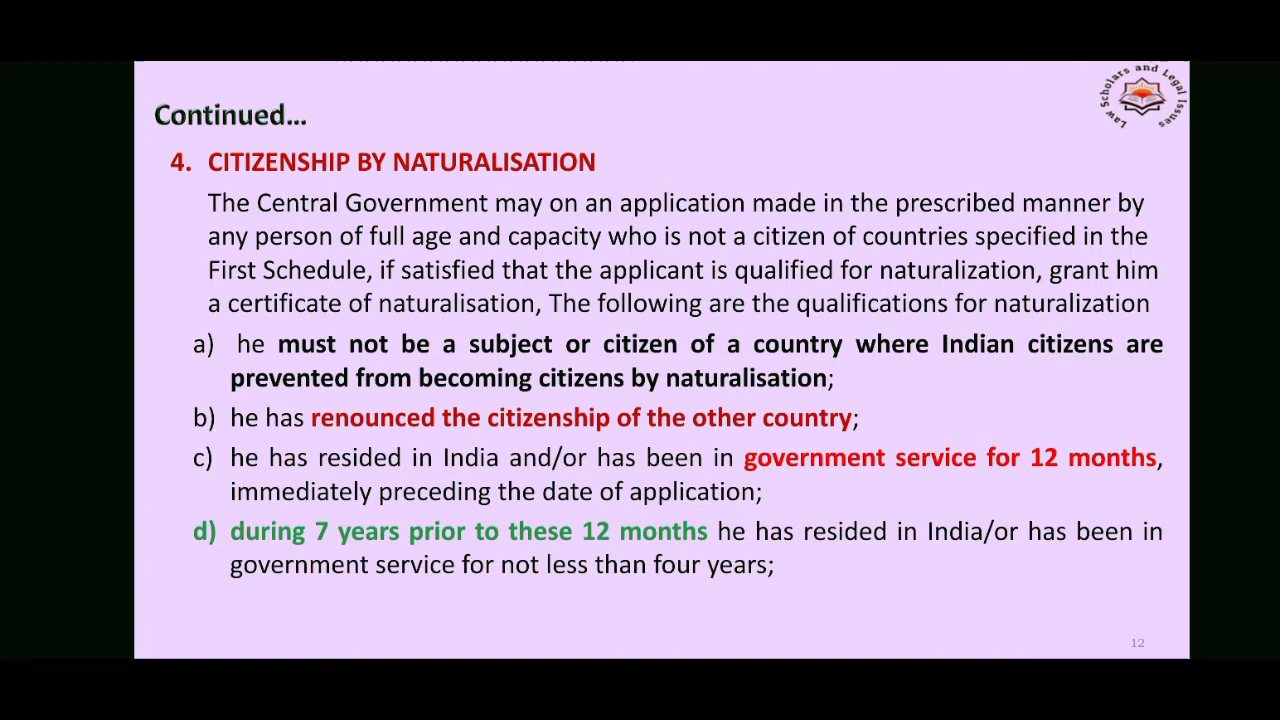 Law Scholars and Legal Issues
Continued...
4. CITIZENSHIP BY NATURALISATION
The Central Government may on an application made in the prescribed manner by
any person of full age and capacity who is not a citizen of countries specified in the
First Schedule, if satisfied that the applicant is qualified for naturalization, grant him
a certificate of naturalisation, The following are the qualifications for naturalization
a) he must not be a subject or citizen of a country where Indian citizens are
prevented from becoming citizens by naturalisation;
b) he has renounced the citizenship of the other country;
c) he has resided in India and/or has been in government service for 12 months,
immediately preceding the date of application;
d) during 7 years prior to these 12 months he has resided in India/or has been in
government service for not less than four years;
12